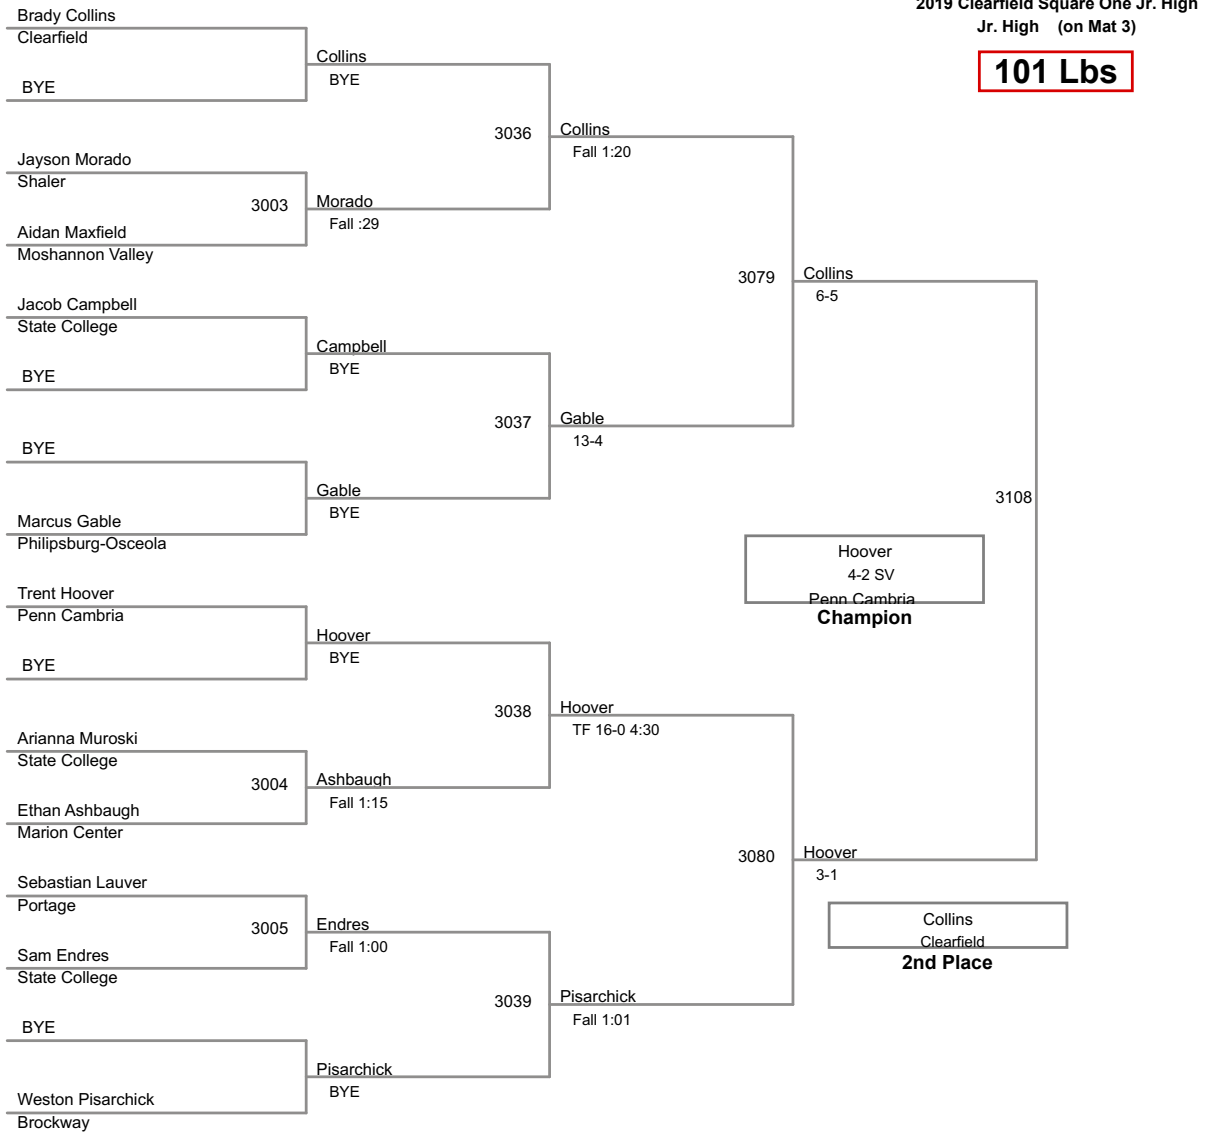 2019 Clearfield Square One Jr. High
Jr. High (on Mat 3)
101 Lbs
Brady Collins
Clearfield
BYE
Collins
BYE
Jayson Morado
Shaler
3003
Aidan Maxfield
Moshannon Valley
Morado
Fall :29
3036
Collins
Fall 1:20
Jacob Campbell
State College
BYE
Campbell
BYE
BYE
Marcus Gable
Philipsburg-Osceola
Gable
BYE
3037
Gable
13-4
3079
Collins
6-5
Trent Hoover
Penn Cambria
BYE
Hoover
BYE
Arianna Muroski
State College
3004
Ethan Ashbaugh
Marion Center
Ashbaugh
Fall 1:15
3038
Hoover
TF 16-0 4:30
Sebastian Lauver
Portage
3005
Sam Endres
State College
Endres
Fall 1:00
BYE
Weston Pisarchick
Brockway
Pisarchick
BYE
3039
Pisarchick
Fall 1:01
3080
Hoover
3-1
3108
Hoover
4-2 SV
Penn Cambria
Champion
Collins
Clearfield
2nd Place